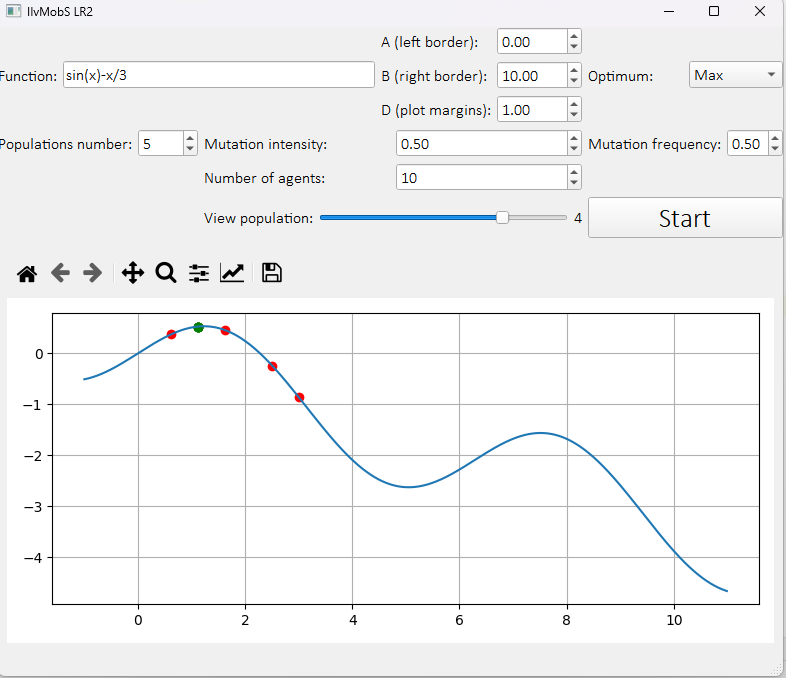 IlvMobS LR2
A (left border): 0.00
Function: sin(x)-x/3 B (right border): 10.00 Optimum: Max
D (plot margins): 1.00
Populations number: 5 Mutation intensity: 0.50 Mutation frequency: 0.50
Number of agents: 10
View population: 4 Start
0
−1
−2
−3
−4
0 2 4 6 8 10